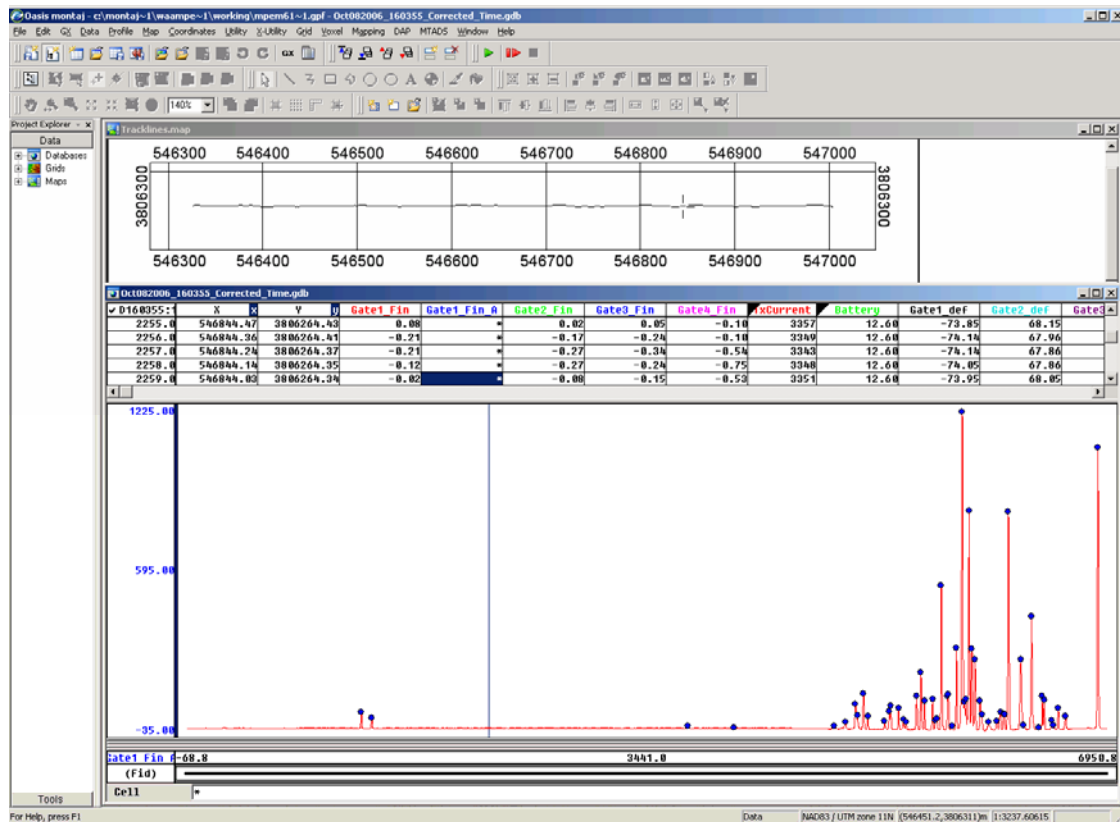 Oasis montaj - c:\montaj~1\waampe~1\working\mpem61~1.gpf - Oct082006_160355_Corrected_Time.gdb
File Edit GX Data Profile Map Coordinates Utility X-Utility Grid Voxel Mapping DAP MTADS Window Help
GX
A
140%
Project Explorer - x
Data
Databases
Grids
Maps
Tracklines.map
546300 546400 546500 546600 546700 546800 546900 547000
3806300 3806300
546300 546400 546500 546600 546700 546800 546900 547000
Oct082006_160355_Corrected_Time.gdb
D160355:1 X x Y y Gate1_Fin Gate1_Fin_A Gate2_Fin Gate3_Fin Gate4_Fin TxCurrent Battery Gate1_def Gate2_def Gate3
2255.0 546844.47 3806264.43 0.08 * 0.02 0.05 -0.10 3357 12.60 -73.85 68.15
2256.0 546844.36 3806264.41 -0.21 * -0.17 -0.24 -0.10 3349 12.60 -74.14 67.96
2257.0 546844.24 3806264.37 -0.21 * -0.27 -0.34 -0.54 3343 12.60 -74.14 67.86
2258.0 546844.14 3806264.35 -0.12 * -0.27 -0.24 -0.75 3348 12.60 -74.05 67.86
2259.0 546844.03 3806264.34 -0.02 * -0.08 -0.15 -0.53 3351 12.60 -73.95 68.05
1225.00
595.00
-35.00
Gate1_Fin_A -68.8 3441.0 6950.8
(Fid)
Cell *
Tools
For Help, press F1 Data NAD83 / UTM zone 11N (546451.2,3806311)m 1:3237.60615